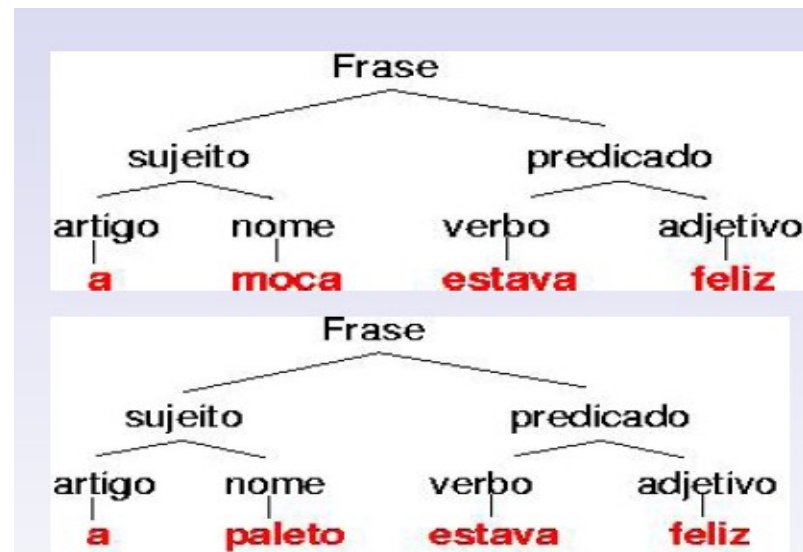 Frase
sujeito predicado
artigo nome verbo adjetivo
a moca estava feliz
Frase
sujeito predicado
artigo nome verbo adjetivo
a paleto estava feliz